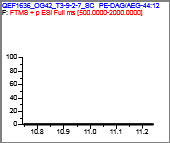 QEF1636_OG42_T3-9-2-7_SC PE-DAG/AEG-44:12
F: FTMS + p ESI Full ms [500.0000-2000.0000]
100
80
60
40
20
0
10.8 10.9 11.0 11.1 11.2